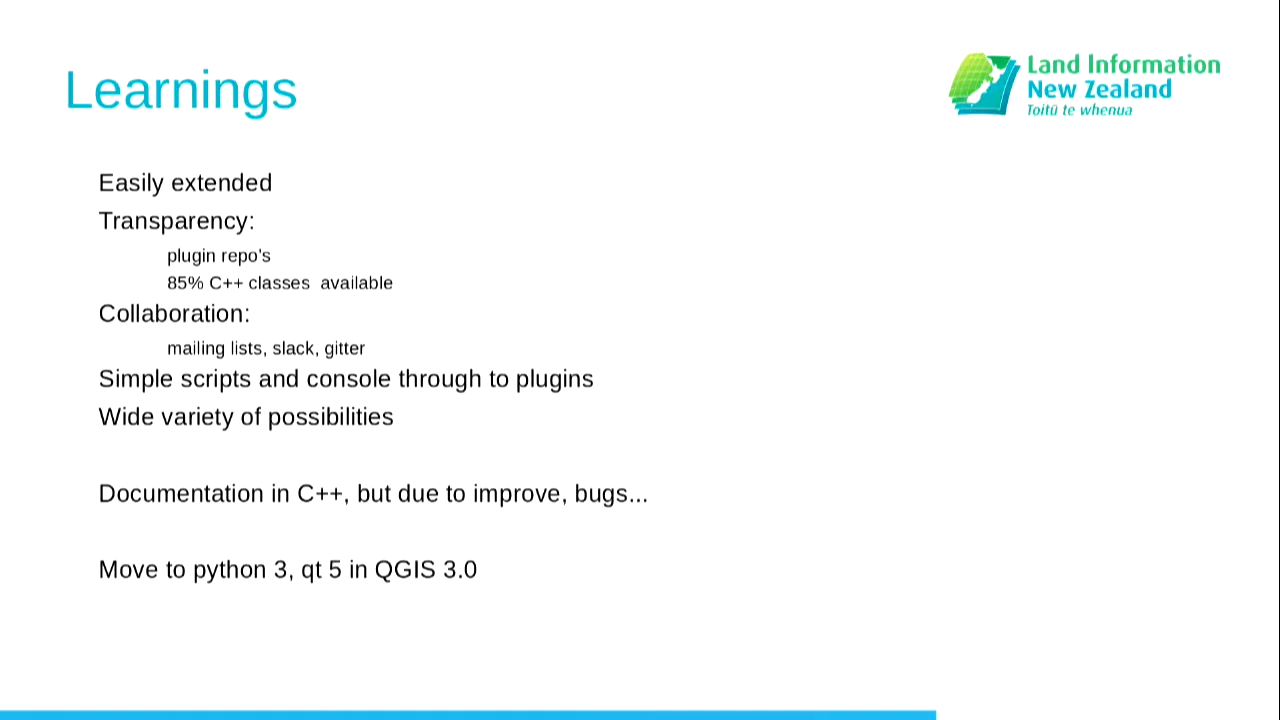 Learnings
Land Information
New Zealand
Toitū te whenua
Easily extended
Transparency:
plugin repo's
85% C++ classes  available
Collaboration:
mailing lists, slack, gitter
Simple scripts and console through to plugins
Wide variety of possibilities
Documentation in C++, but due to improve, bugs...
Move to python 3, qt 5 in QGIS 3.0